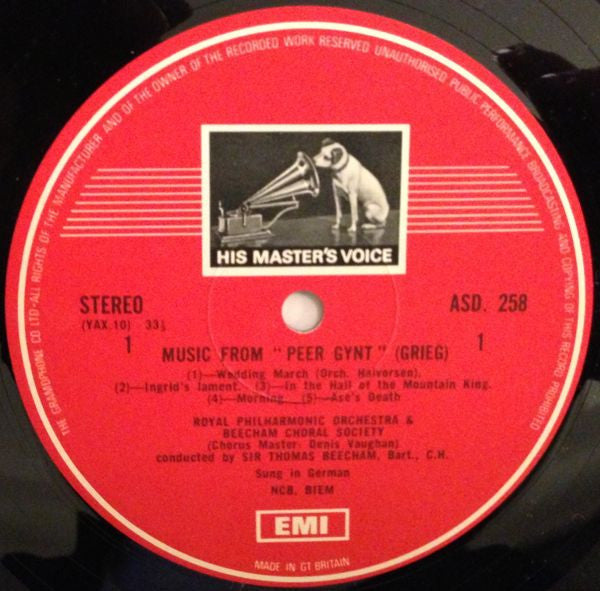 THE GRAMOPHONE CO LTD·ALL RIGHTS OF THE MANUFACTURER AND OF THE OWNER OF THE RECORDED WORK RESERVED UNAUTHORISED PUBLIC PERFORMANCE BROADCASTING AND COPYING OF THIS RECORD PROHIBITED
HIS MASTER'S VOICE
STEREO ASD. 258
(YAX.10) 33⅓
1 1
MUSIC FROM "PEER GYNT" (GRIEG)
(1)—Wedding March (Orch. Halvorsen).
(2)—Ingrid's lament. (3)—In the Hall of the Mountain King.
(4)—Morning. (5)—Ase's Death
ROYAL PHILHARMONIC ORCHESTRA &
BEECHAM CHORAL SOCIETY
(Chorus Master: Denis Vaughan)
conducted by SIR THOMAS BEECHAM, Bart., C.H.
Sung in German
NCB, BIEM
EMI
MADE IN GT BRITAIN